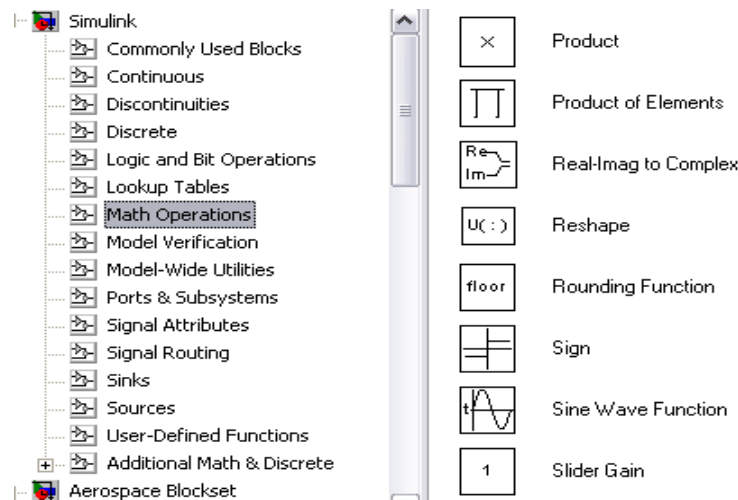 Simulink
Commonly Used Blocks
Continuous
Discontinuities
Discrete
Logic and Bit Operations
Lookup Tables
Math Operations
Model Verification
Model-Wide Utilities
Ports & Subsystems
Signal Attributes
Signal Routing
Sinks
Sources
User-Defined Functions
Additional Math & Discrete
Aerospace Blockset
× Product
Product of Elements
Re
Im
Real-Imag to Complex
U( : ) Reshape
floor Rounding Function
Sign
t Sine Wave Function
1 Slider Gain